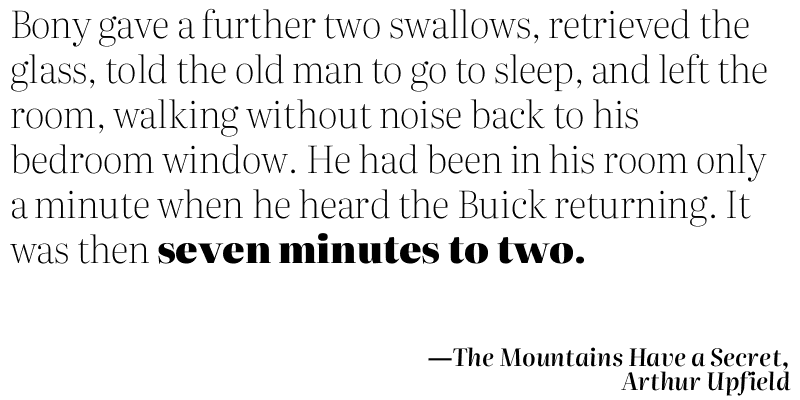 Bony gave a further two swallows, retrieved the
glass, told the old man to go to sleep, and left the
room, walking without noise back to his
bedroom window. He had been in his room only
a minute when he heard the Buick returning. It
was then seven minutes to two.
—The Mountains Have a Secret,
Arthur Upfield